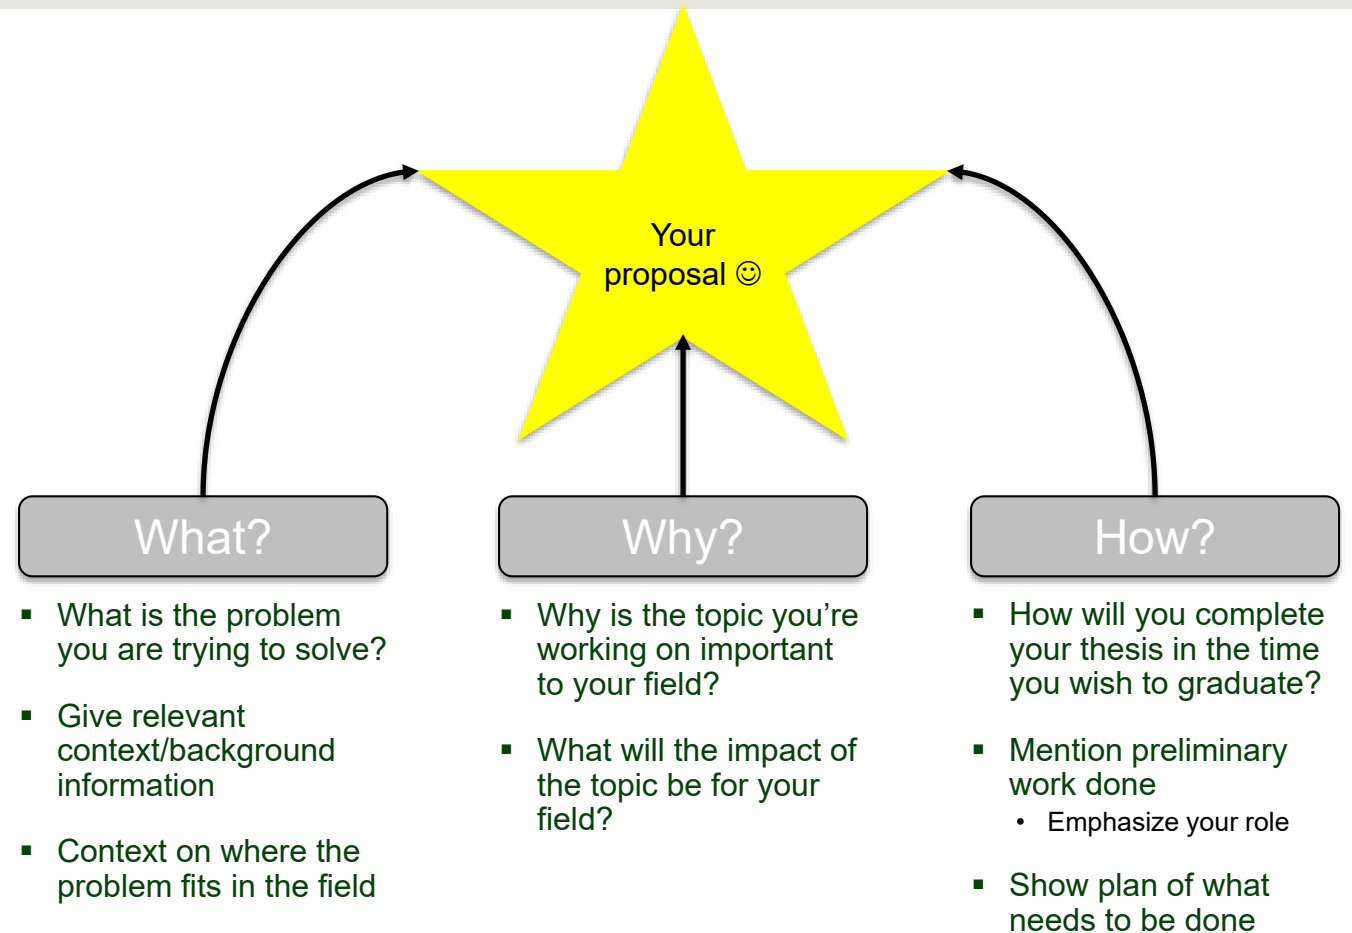 Your
proposal ☺
What?
▪ What is the problem
you are trying to solve?
▪ Give relevant
context/background
information
▪ Context on where the
problem fits in the field
Why?
▪ Why is the topic you’re
working on important
to your field?
▪ What will the impact of
the topic be for your
field?
How?
▪ How will you complete
your thesis in the time
you wish to graduate?
▪ Mention preliminary
work done
• Emphasize your role
▪ Show plan of what
needs to be done